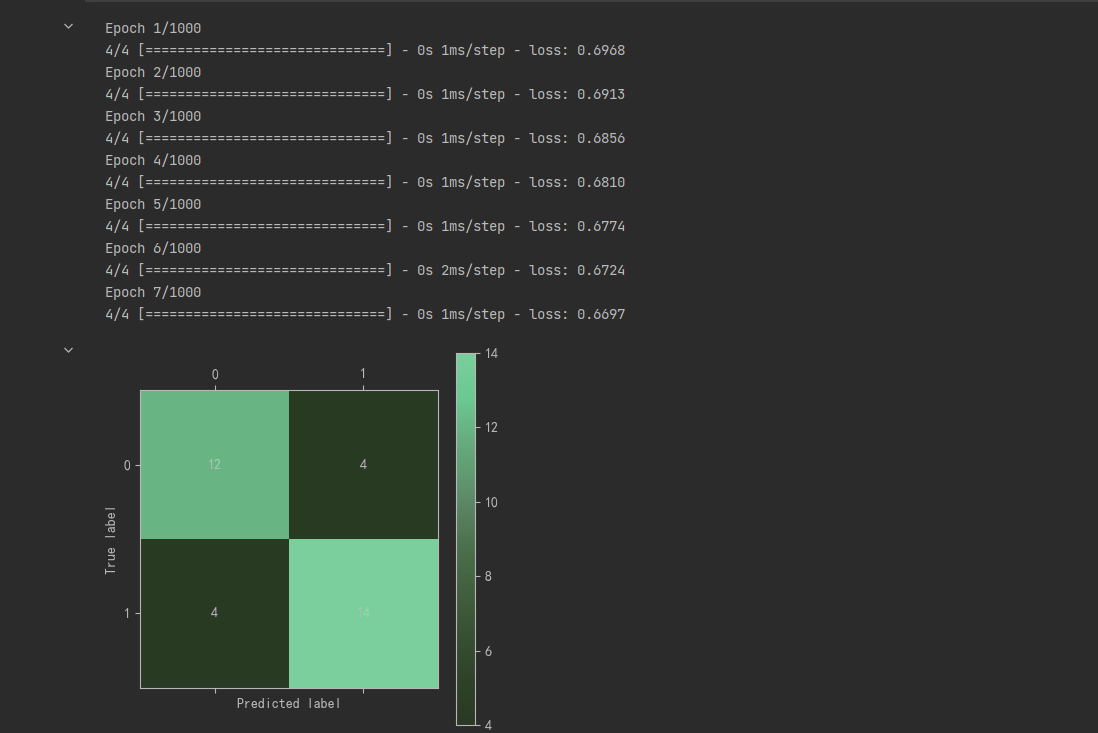 Epoch 1/1000
4/4 [==============================] - 0s 1ms/step - loss: 0.6968
Epoch 2/1000
4/4 [==============================] - 0s 1ms/step - loss: 0.6913
Epoch 3/1000
4/4 [==============================] - 0s 1ms/step - loss: 0.6856
Epoch 4/1000
4/4 [==============================] - 0s 1ms/step - loss: 0.6810
Epoch 5/1000
4/4 [==============================] - 0s 1ms/step - loss: 0.6774
Epoch 6/1000
4/4 [==============================] - 0s 2ms/step - loss: 0.6724
Epoch 7/1000
4/4 [==============================] - 0s 1ms/step - loss: 0.6697
0 1
0 12 4
1 4 14
True label
Predicted label
14
12
10
8
6
4